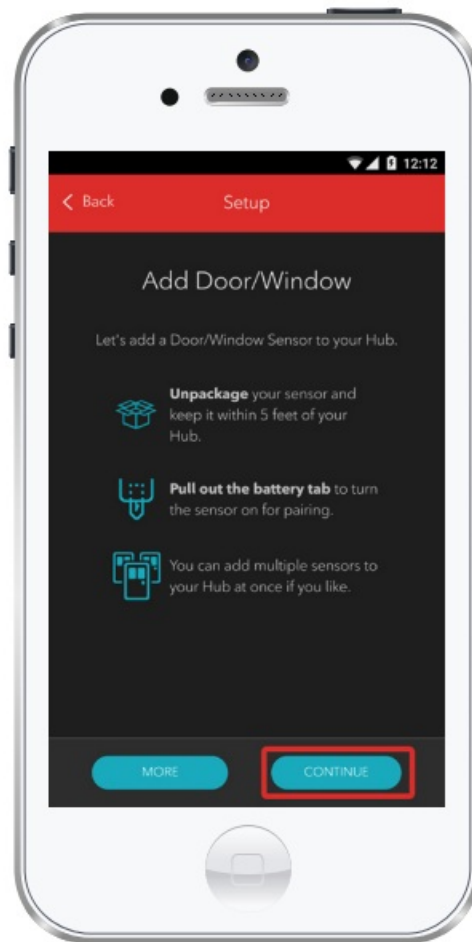 12:12
Back
Setup
Add Door/Window
Let's add a Door/Window Sensor to your Hub.
Unpackage your sensor and
keep it within 5 feet of your
Hub.
Pull out the battery tab to turn
the sensor on for pairing.
You can add multiple sensors to
your Hub at once if you like.
MORE
CONTINUE